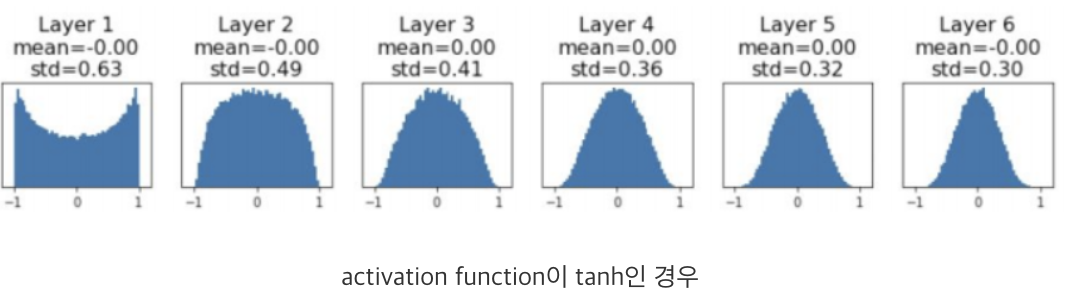 Layer 1
mean=-0.00
std=0.63
Layer 2
mean=-0.00
std=0.49
Layer 3
mean=0.00
std=0.41
Layer 4
mean=0.00
std=0.36
Layer 5
mean=0.00
std=0.32
Layer 6
mean=-0.00
std=0.30
−1 0 1
−1 0 1
−1 0 1
−1 0 1
−1 0 1
−1 0 1
activation function이 tanh인 경우